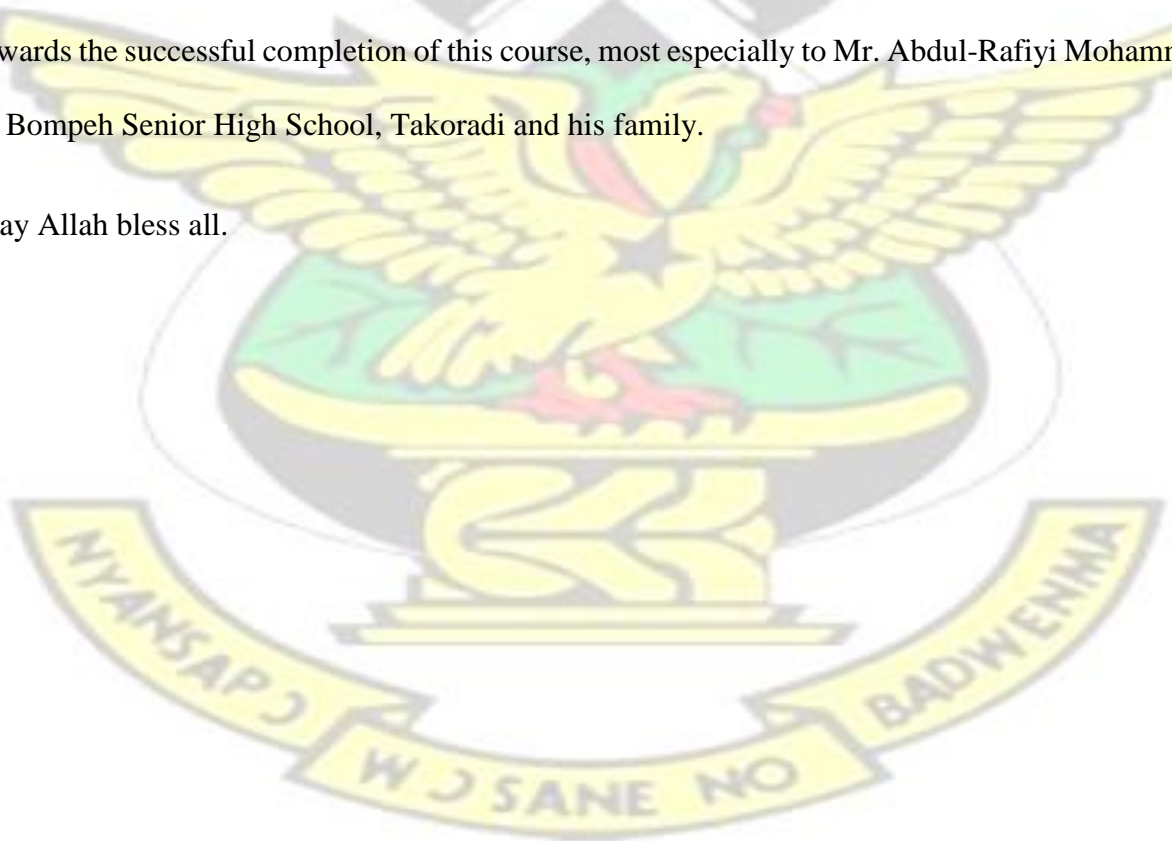 wards the successful completion of this course, most especially to Mr. Abdul-Rafiyi Moham
Bompeh Senior High School, Takoradi and his family.
ay Allah bless all.
NYANSAPƆ WƆSANE NO BADWENMA